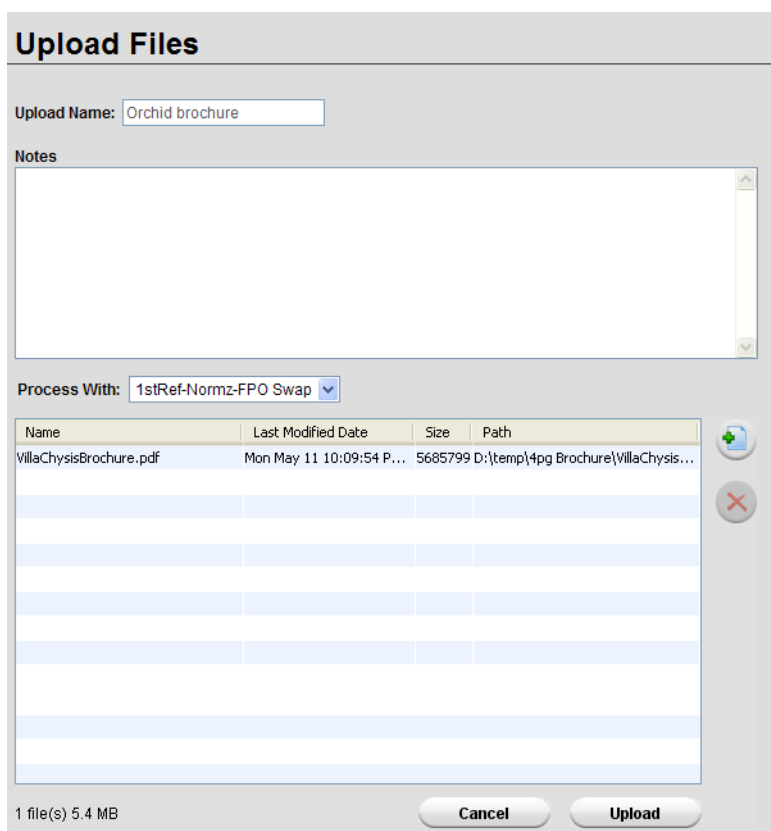 Upload Files
Upload Name: Orchid brochure
Notes
Process With: 1stRef-Normz-FPO Swap
Name Last Modified Date Size Path
VillaChysisBrochure.pdf Mon May 11 10:09:54 P... 5685799 D:\temp\4pg Brochure\VillaChysis...
1 file(s) 5.4 MB Cancel Upload